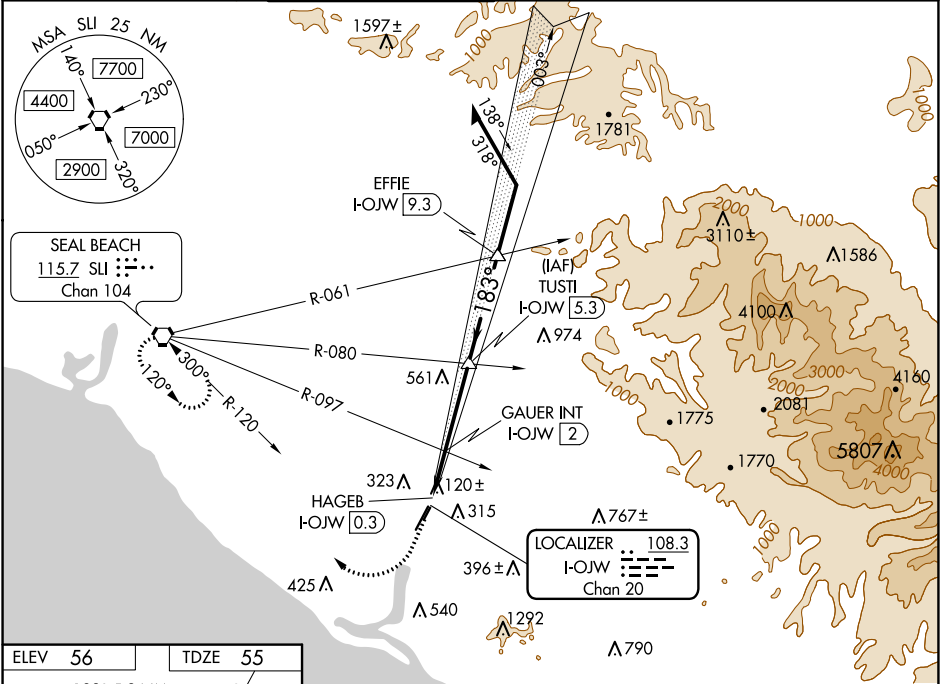 MSA SLI 25 NM
140°
7700
230°
4400
050°
7000
2900
320°
1597±
1000
003°
138°
318°
1781
1000
EFFIE
I-OJW 9.3
SEAL BEACH
115.7 SLI
Chan 104
R-061
183°
(IAF)
TUSTI
I-OJW 5.3
2000
1000
3110±
1586
4100
974
3000
R-080
561
1000
2000
4160
300°
120°
R-120
R-097
GAUER INT
I-OJW 2
1775
2081
5807
4000
1770
323
120±
HAGEB
I-OJW 0.3
315
767±
1000
LOCALIZER 108.3
I-OJW
Chan 20
396±
425
540
1292
790
ELEV 56
TDZE 55